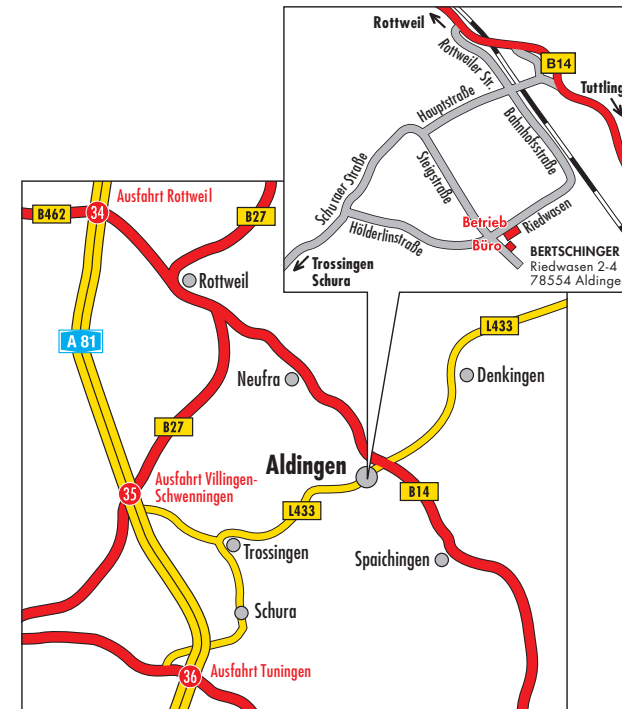 Rottweil
Rottweiler Str.
B14
Tuttling
Hauptstraße
Bahnhofsstraße
Schuraer Straße
Steigstraße
Betrieb
Riedwasen
Hölderlinstraße
Büro
BERTSCHINGER
Riedwasen 2-4
78554 Aldinge
Trossingen
Schura
Ausfahrt Rottweil
B462
34
B27
Rottweil
L433
A 81
Neufra
Denkingen
B27
Aldingen
Ausfahrt Villingen-
Schwenningen
35
B14
L433
Trossingen
Spaichingen
Schura
Ausfahrt Tuningen
36